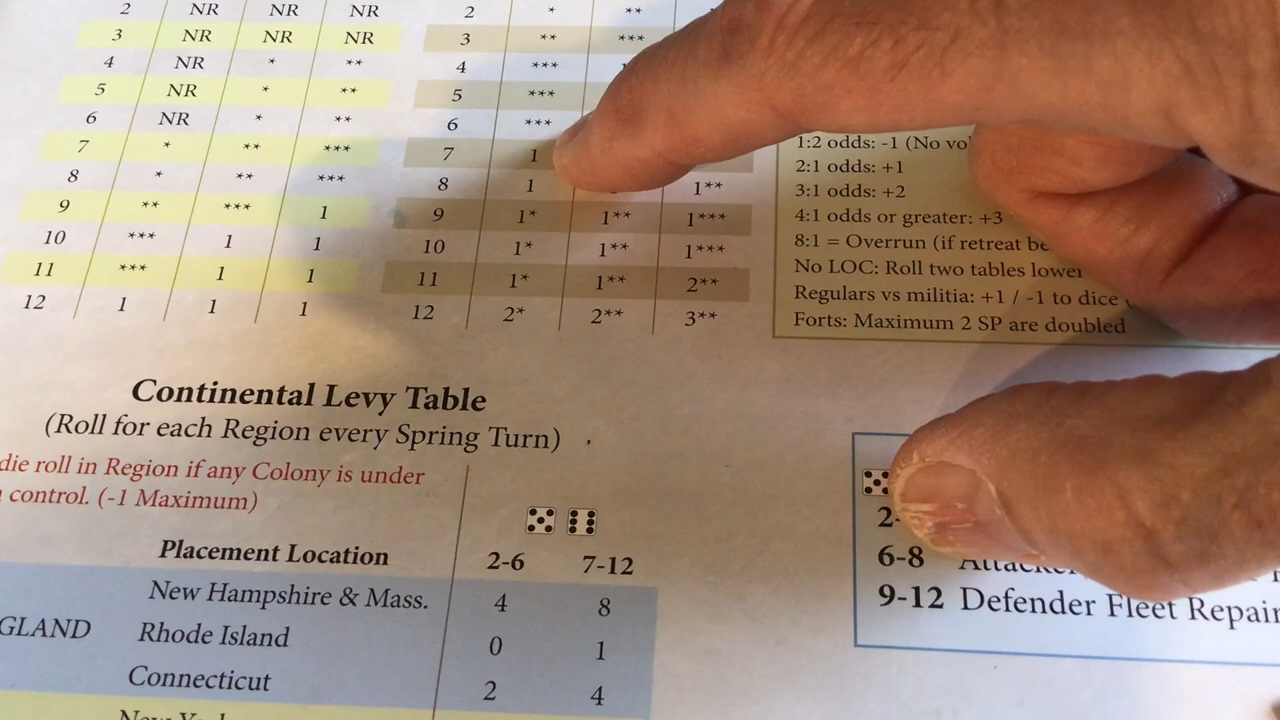 2 NR NR NR
3 NR NR NR
4 NR * **
5 NR * **
6 NR * **
7 * ** ***
8 * ** ***
9 ** *** 1
10 *** 1 1
11 *** 1 1
12 1 1 1
2 * **
3 ** ***
4 ***
5 ***
6 ***
7 1
8 1 1**
9 1* 1** 1***
10 1* 1** 1***
11 1* 1** 2**
12 2* 2** 3**
1:2 odds: -1 (No
2:1 odds: +1
3:1 odds: +2
4:1 odds or greater: +3
8:1 = Overrun (if retreat
No LOC: Roll two tables lower
Regulars vs militia: +1 / -1 to dice
Forts: Maximum 2 SP are doubled
Continental Levy Table
(Roll for each Region every Spring Turn)
die roll in Region if any Colony is under
control. (-1 Maximum)
Placement Location 2-6 7-12
New Hampshire & Mass. 4 8
GLAND Rhode Island 0 1
Connecticut 2 4
2-
6-8
9-12 Defender Fleet Repair